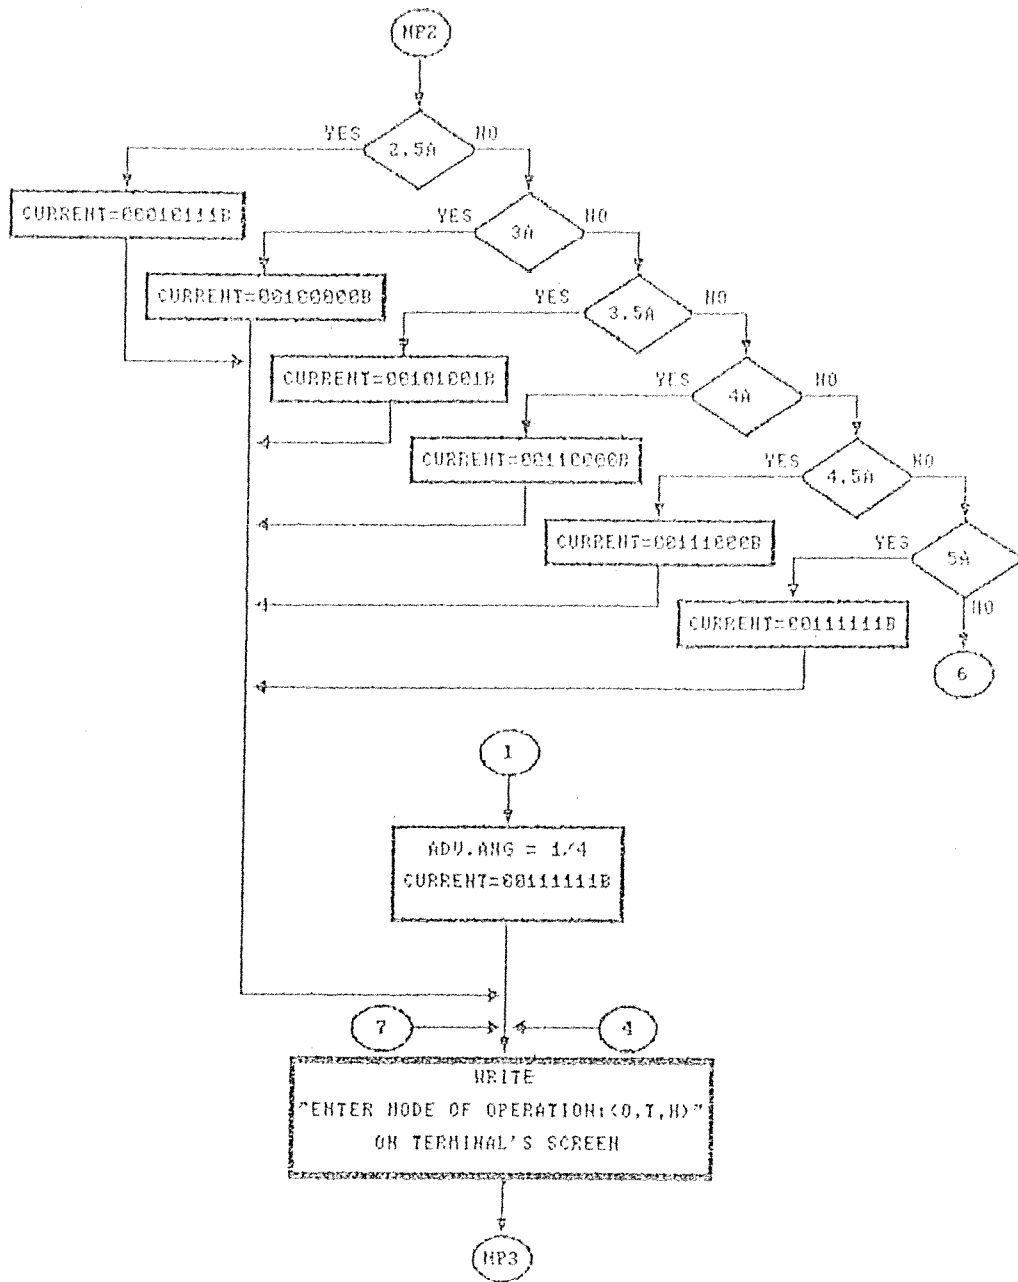 MP2
YES
NO
2.5A
CURRENT=00010111B
YES
NO
3A
CURRENT=00100000B
YES
NO
3.5A
CURRENT=00101001B
YES
NO
4A
CURRENT=00110000B
YES
NO
4.5A
CURRENT=00111000B
YES
5A
NO
CURRENT=00111111B
6
1
ADV.ANG = 1/4
CURRENT=00111111B
7
4
WRITE
"ENTER MODE OF OPERATION:(O,T,H)"
ON TERMINAL'S SCREEN
MP3